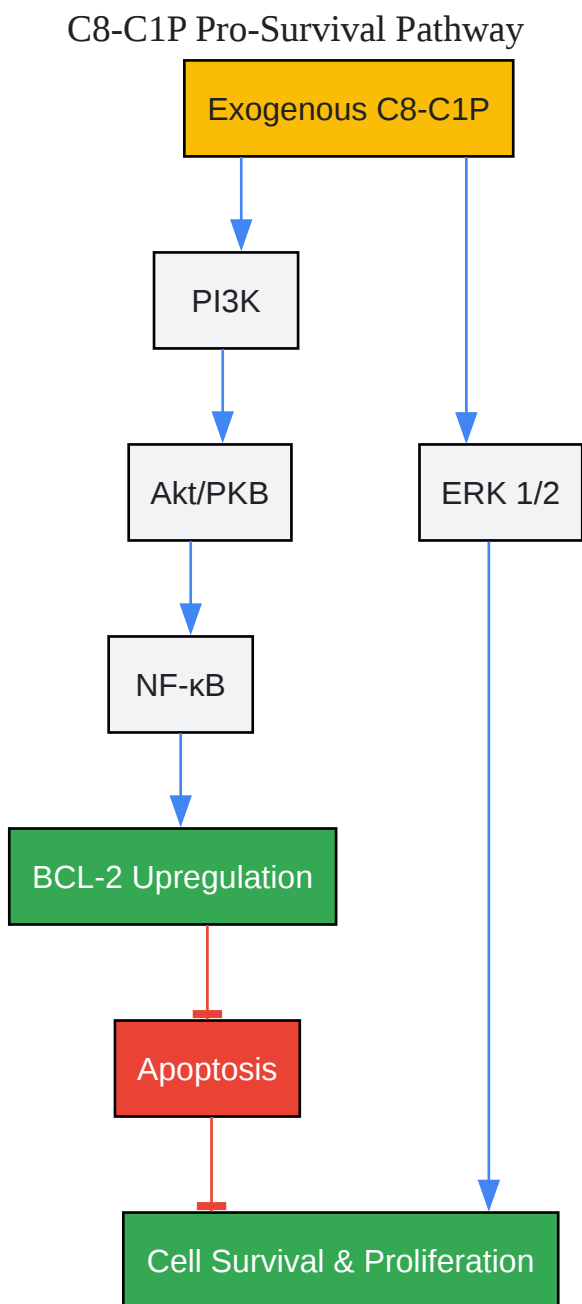 C8-C1P Pro-Survival Pathway
Exogenous C8-C1P
PI3K
Akt/PKB
ERK 1/2
NF-κB
BCL-2 Upregulation
Apoptosis
Cell Survival & Proliferation